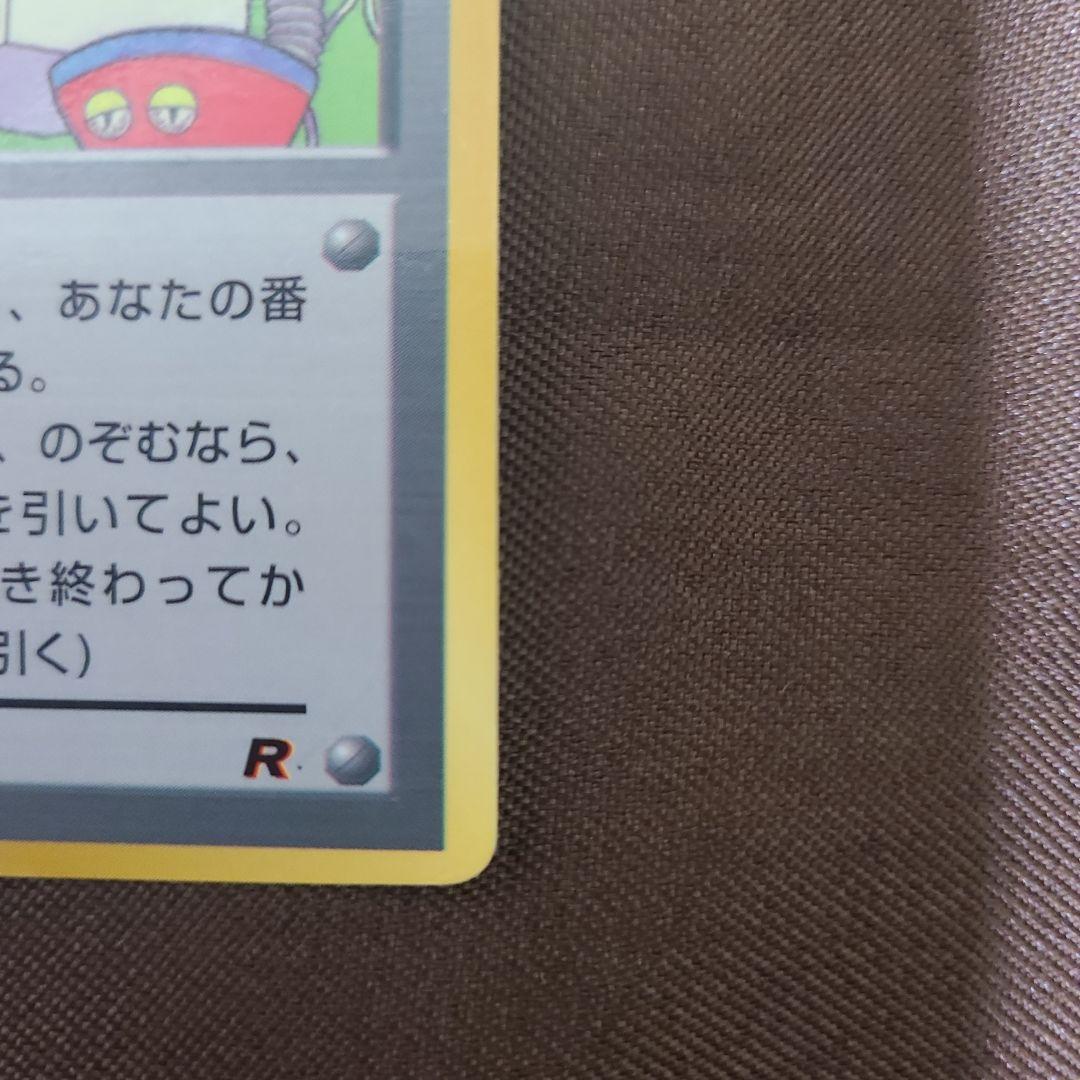 、あなたの番
る。
、のぞむなら、
を引いてよい。
き終わってか
引く)
R